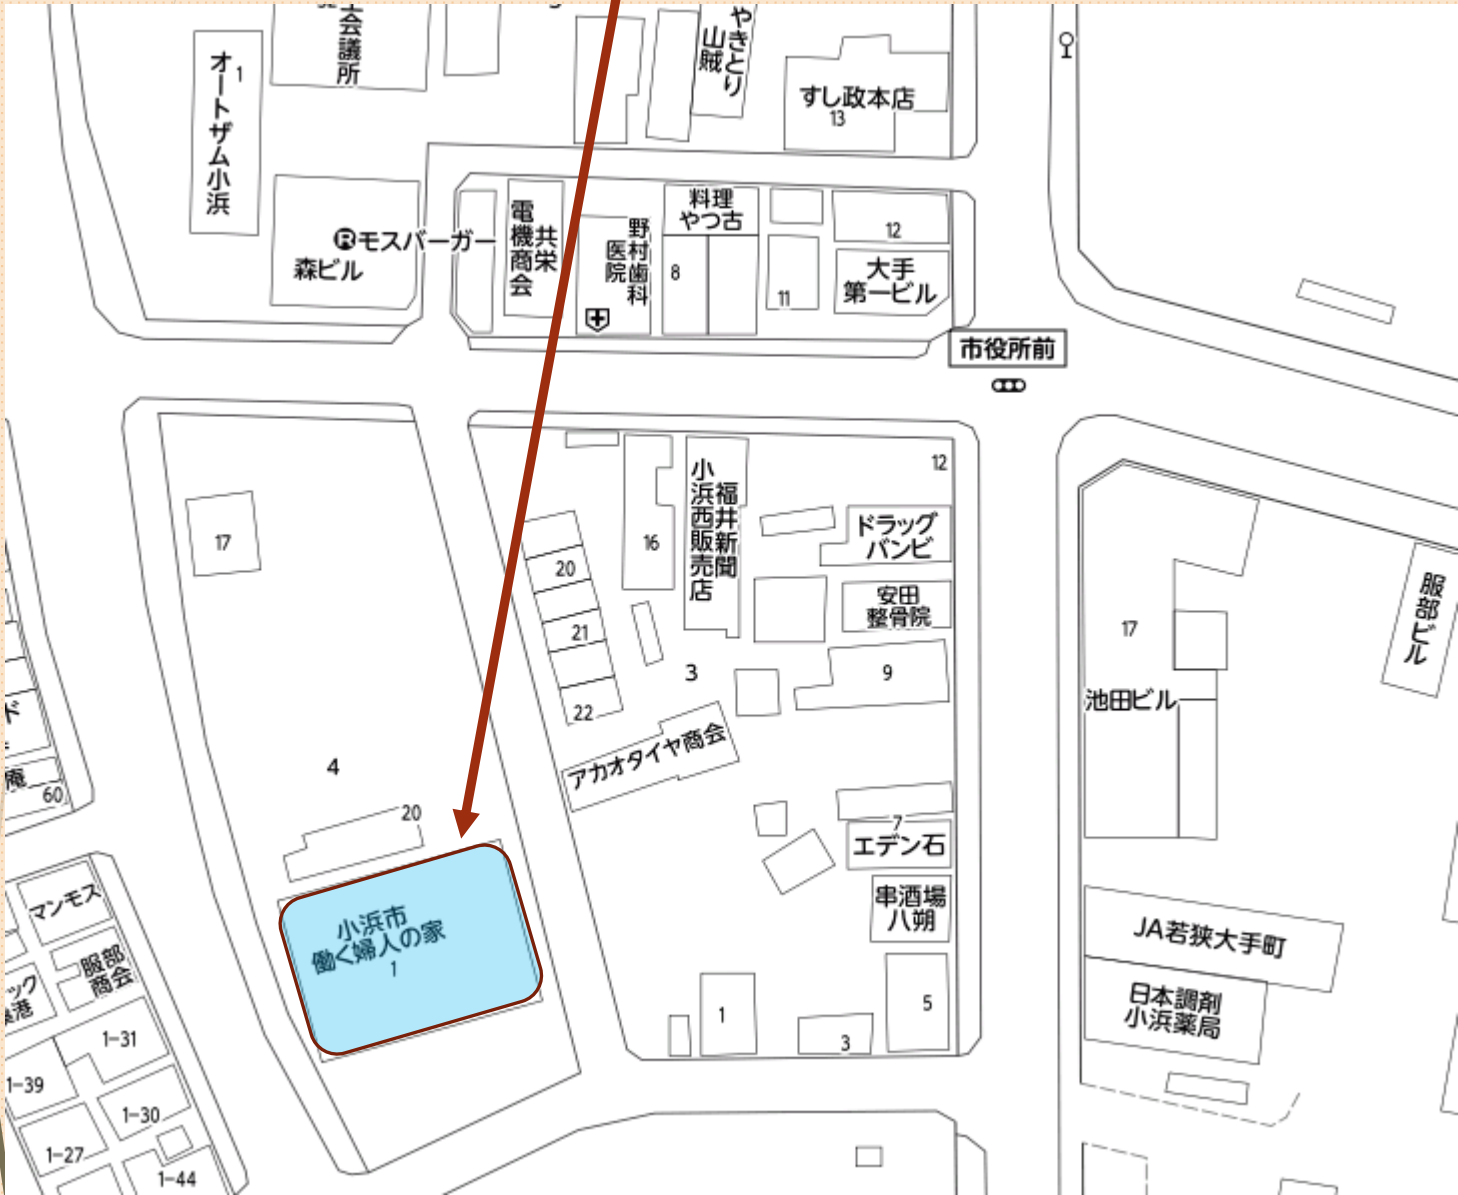 会議所
オートザム小浜
1
やきとり
山賊
すし政本店
13
モスバーガー
森ビル
共栄
電機商会
野村歯科
医院
料理
やつ古
8
11
12
大手
第一ビル
市役所前
17
16
福井新聞
小浜西販売店
12
ドラッグ
バンビ
安田
整骨院
9
20
21
22
3
アカオタイヤ商会
4
20
小浜市
働く婦人の家
1
7
エデン石
串酒場
八朔
1
3
5
17
池田ビル
服部ビル
JA若狭大手町
日本調剤
小浜薬局
ド
庵
60
マンモス
服部
商会
ック
港
1-31
1-39
1-30
1-27
1-44